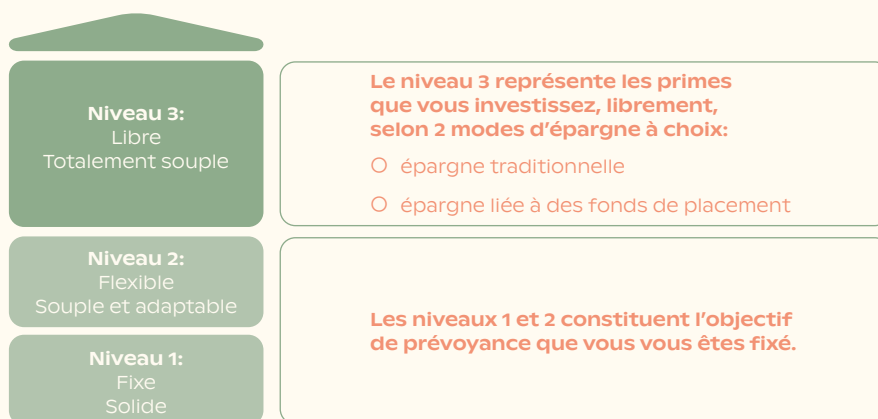 Niveau 3:
Libre
Totalement souple
Le niveau 3 représente les primes
que vous investissez, librement,
selon 2 modes d’épargne à choix:
épargne traditionnelle
épargne liée à des fonds de placement
Niveau 2:
Flexible
Souple et adaptable
Niveau 1:
Fixe
Solide
Les niveaux 1 et 2 constituent l’objectif
de prévoyance que vous vous êtes fixé.